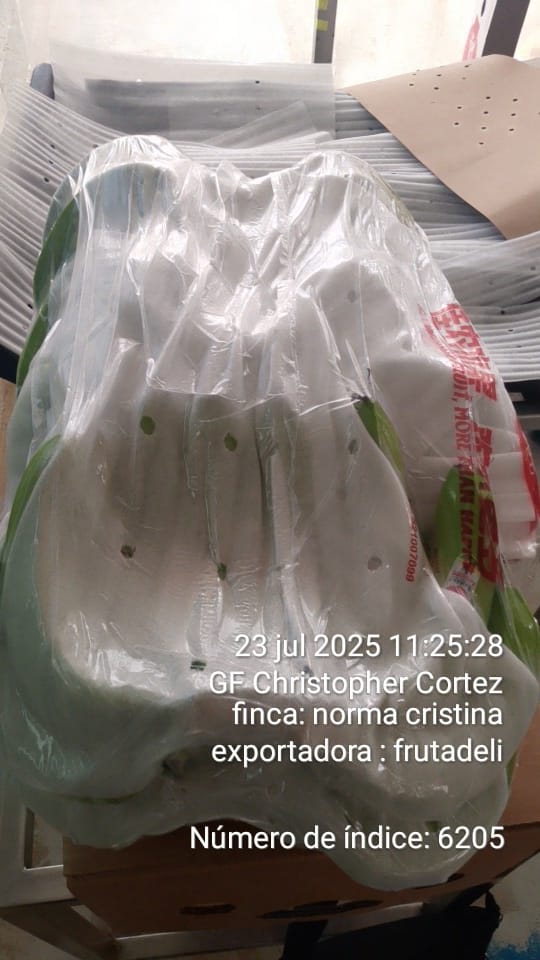 23 jul 2025 11:25:28
GF Christopher Cortez
finca: norma cristina
exportadora : frutadeli
Número de índice: 6205